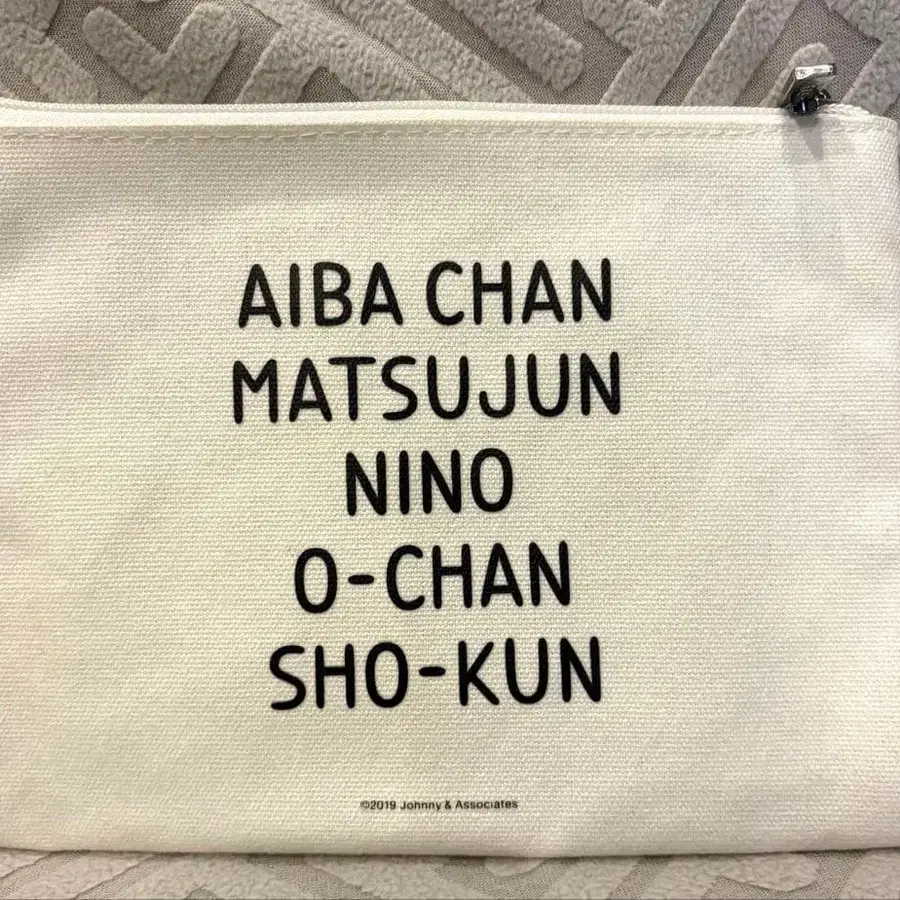 AIBA CHAN
MATSUJUN
NINO
O-CHAN
SHO-KUN
©2019 Johnny & Associates